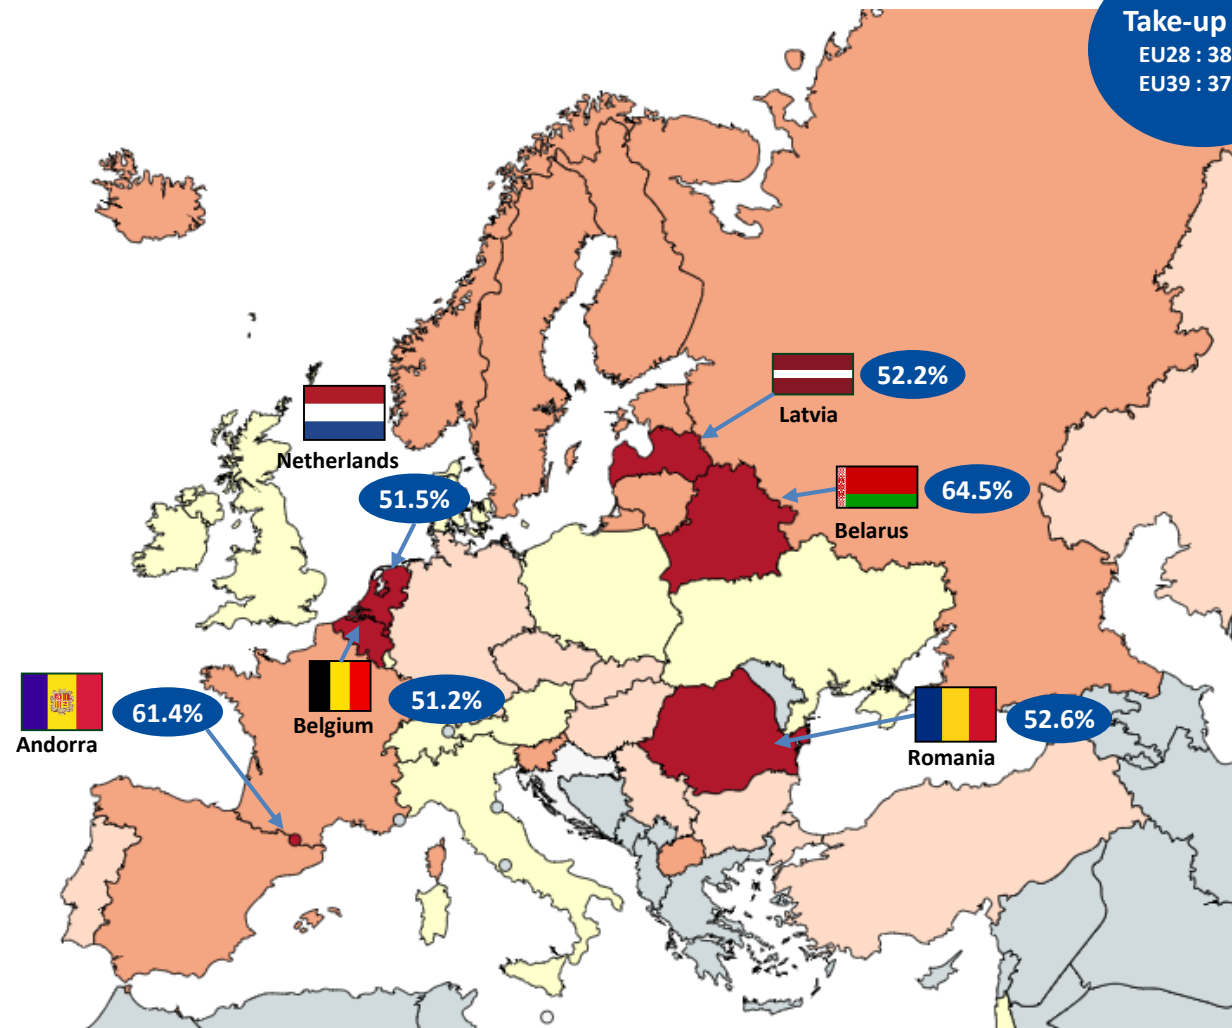 Take-up
EU28 : 38
EU39 : 37
Latvia
52.2%
Netherlands
51.5%
Belarus
64.5%
Andorra
61.4%
Belgium
51.2%
Romania
52.6%